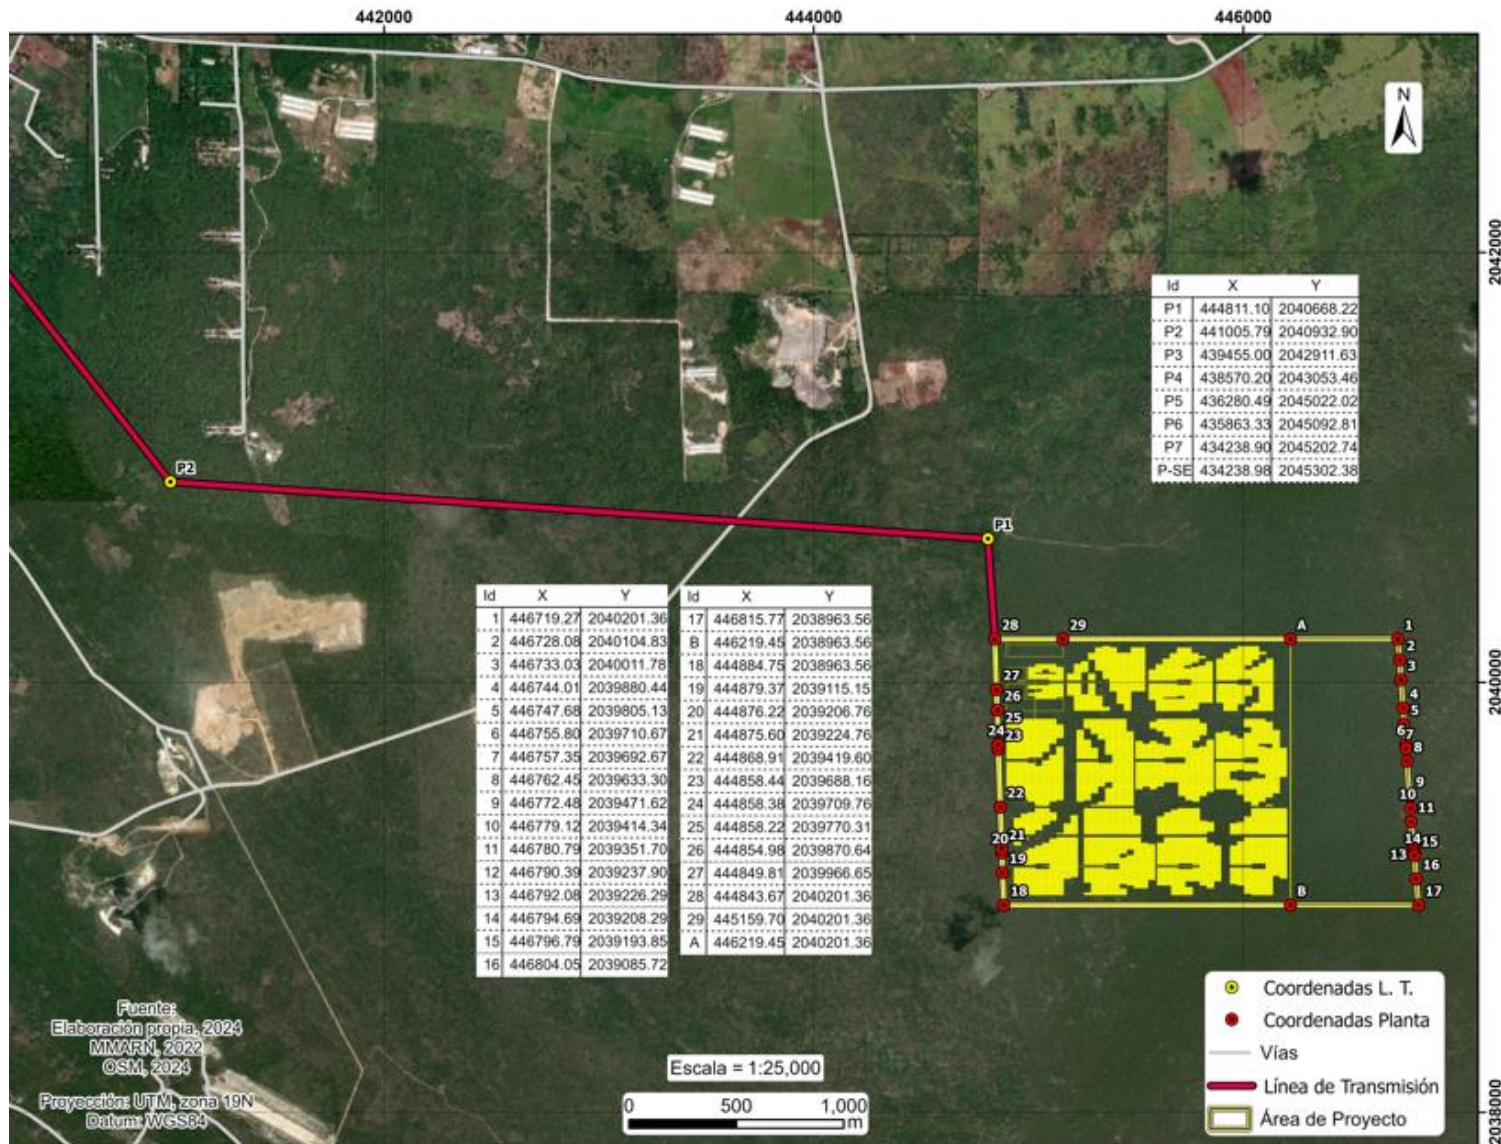 442000 444000 446000
N
2042000
Id X Y
P1 444811.10 2040668.22
P2 441005.79 2040932.90
P3 439455.00 2042911.63
P4 438570.20 2043053.46
P5 436280.49 2045022.02
P6 435863.33 2045092.81
P7 434238.90 2045202.74
P-SE 434238.98 2045302.38
P2
P1
Id X Y
1 446719.27 2040201.36
2 446728.08 2040104.83
3 446733.03 2040011.78
4 446744.01 2039880.44
5 446747.68 2039805.13
6 446755.80 2039710.67
7 446757.35 2039692.67
8 446762.45 2039633.30
9 446772.48 2039471.62
10 446779.12 2039414.34
11 446780.79 2039351.70
12 446790.39 2039237.90
13 446792.08 2039226.29
14 446794.69 2039208.29
15 446796.79 2039193.85
16 446804.05 2039085.72
Id X Y
17 446815.77 2038963.56
B 446219.45 2038963.56
18 444884.75 2038963.56
19 444879.37 2039115.15
20 444876.22 2039206.76
21 444875.60 2039224.76
22 444868.91 2039419.60
23 444858.44 2039688.16
24 444858.38 2039709.76
25 444858.22 2039770.31
26 444854.98 2039870.64
27 444849.81 2039966.65
28 444843.67 2040201.36
29 445159.70 2040201.36
A 446219.45 2040201.36
28 29 A 1
2
3
27
26
25
24
23
22
21
20
19
18
4
5
6
7
8
9
10
11
14
15
13
16
17
B
2040000
Fuente:
Elaboración propia, 2024
MMARN, 2022
OSM, 2024
Proyección: UTM, zona 19N
Datum: WGS84
Escala = 1:25,000
0 500 1,000
m
Coordenadas L. T.
Coordenadas Planta
Vías
Línea de Transmisión
Área de Proyecto
2038000